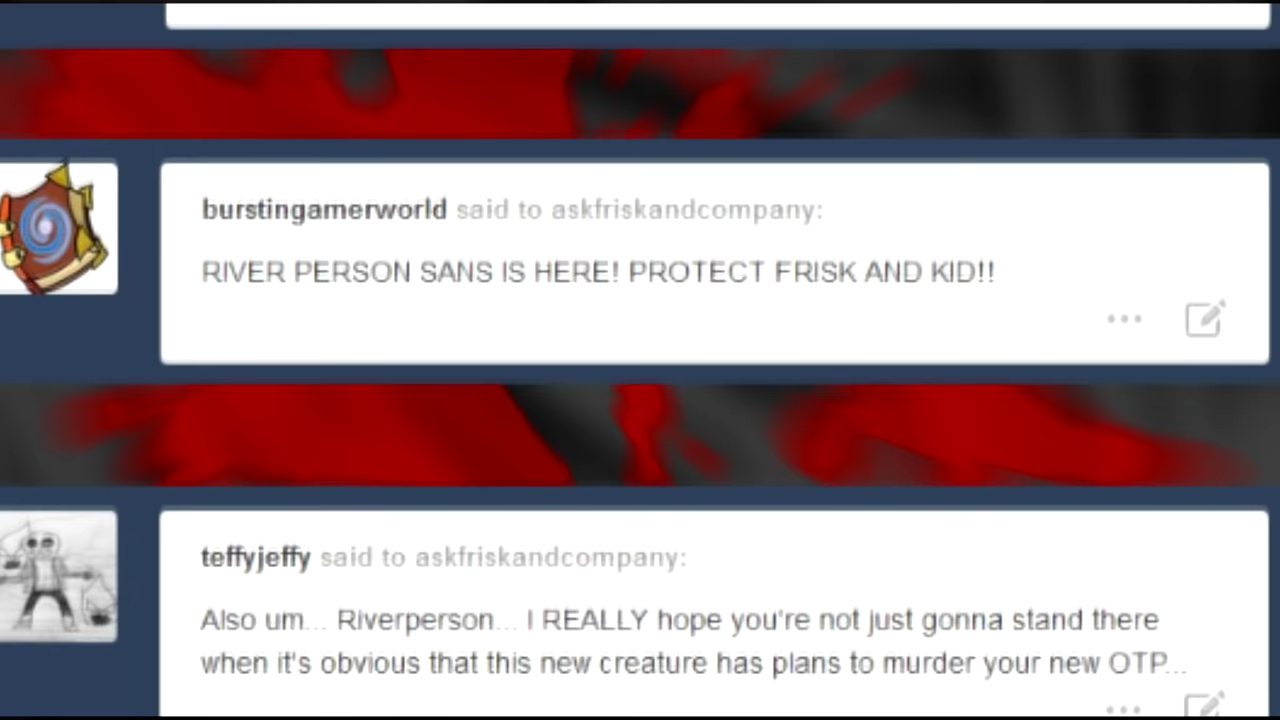 burstingamerworld said to askfriskandcompany:
RIVER PERSON SANS IS HERE! PROTECT FRISK AND KID!!
teffyjeffy said to askfriskandcompany:
Also um... Riverperson... I REALLY hope you're not just gonna stand there
when it's obvious that this new creature has plans to murder your new OTP...